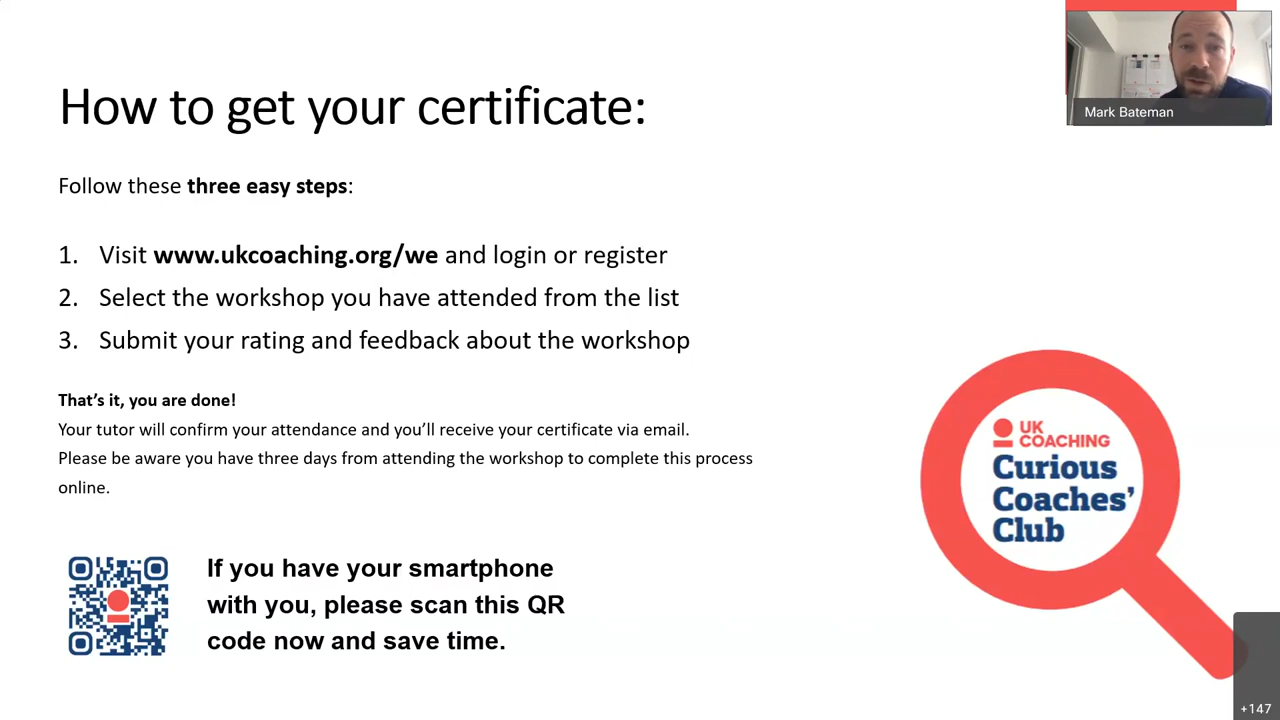 How to get your certificate:
Mark Bateman
Follow these three easy steps:
1. Visit www.ukcoaching.org/we and login or register
2. Select the workshop you have attended from the list
3. Submit your rating and feedback about the workshop
That’s it, you are done!
Your tutor will confirm your attendance and you’ll receive your certificate via email.
Please be aware you have three days from attending the workshop to complete this process
online.
UK
COACHING
Curious
Coaches’
Club
If you have your smartphone
with you, please scan this QR
code now and save time.
+147